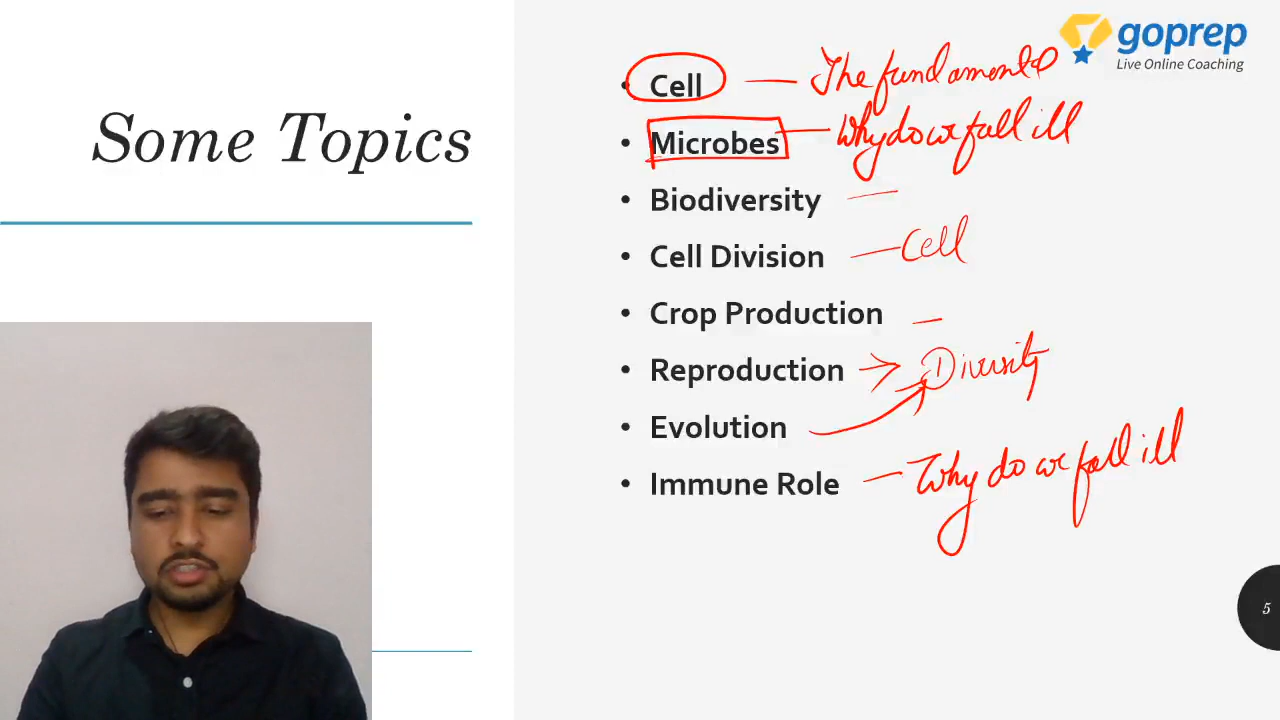 goprep
Live Online Coaching
Some Topics
• Cell — The fundamental
• Microbes — Why do we fall ill
• Biodiversity —
• Cell Division — Cell
• Crop Production —
• Reproduction → Diversity
• Evolution
• Immune Role — Why do we fall ill
5